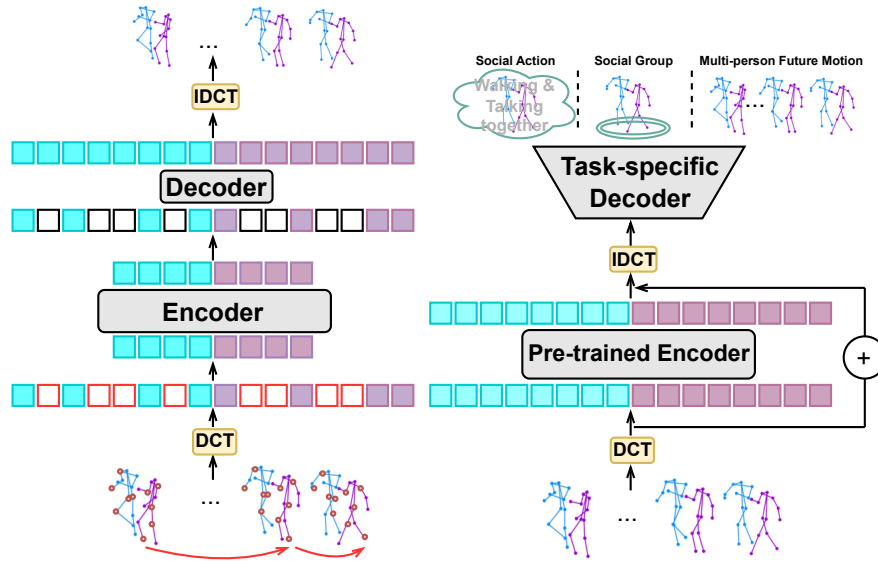 ...
IDCT
Decoder
Encoder
DCT
...
Social Action
Social Group
Multi-person Future Motion
Walking &
Talking
together
...
Task-specific
Decoder
IDCT
Pre-trained Encoder
+
DCT
...